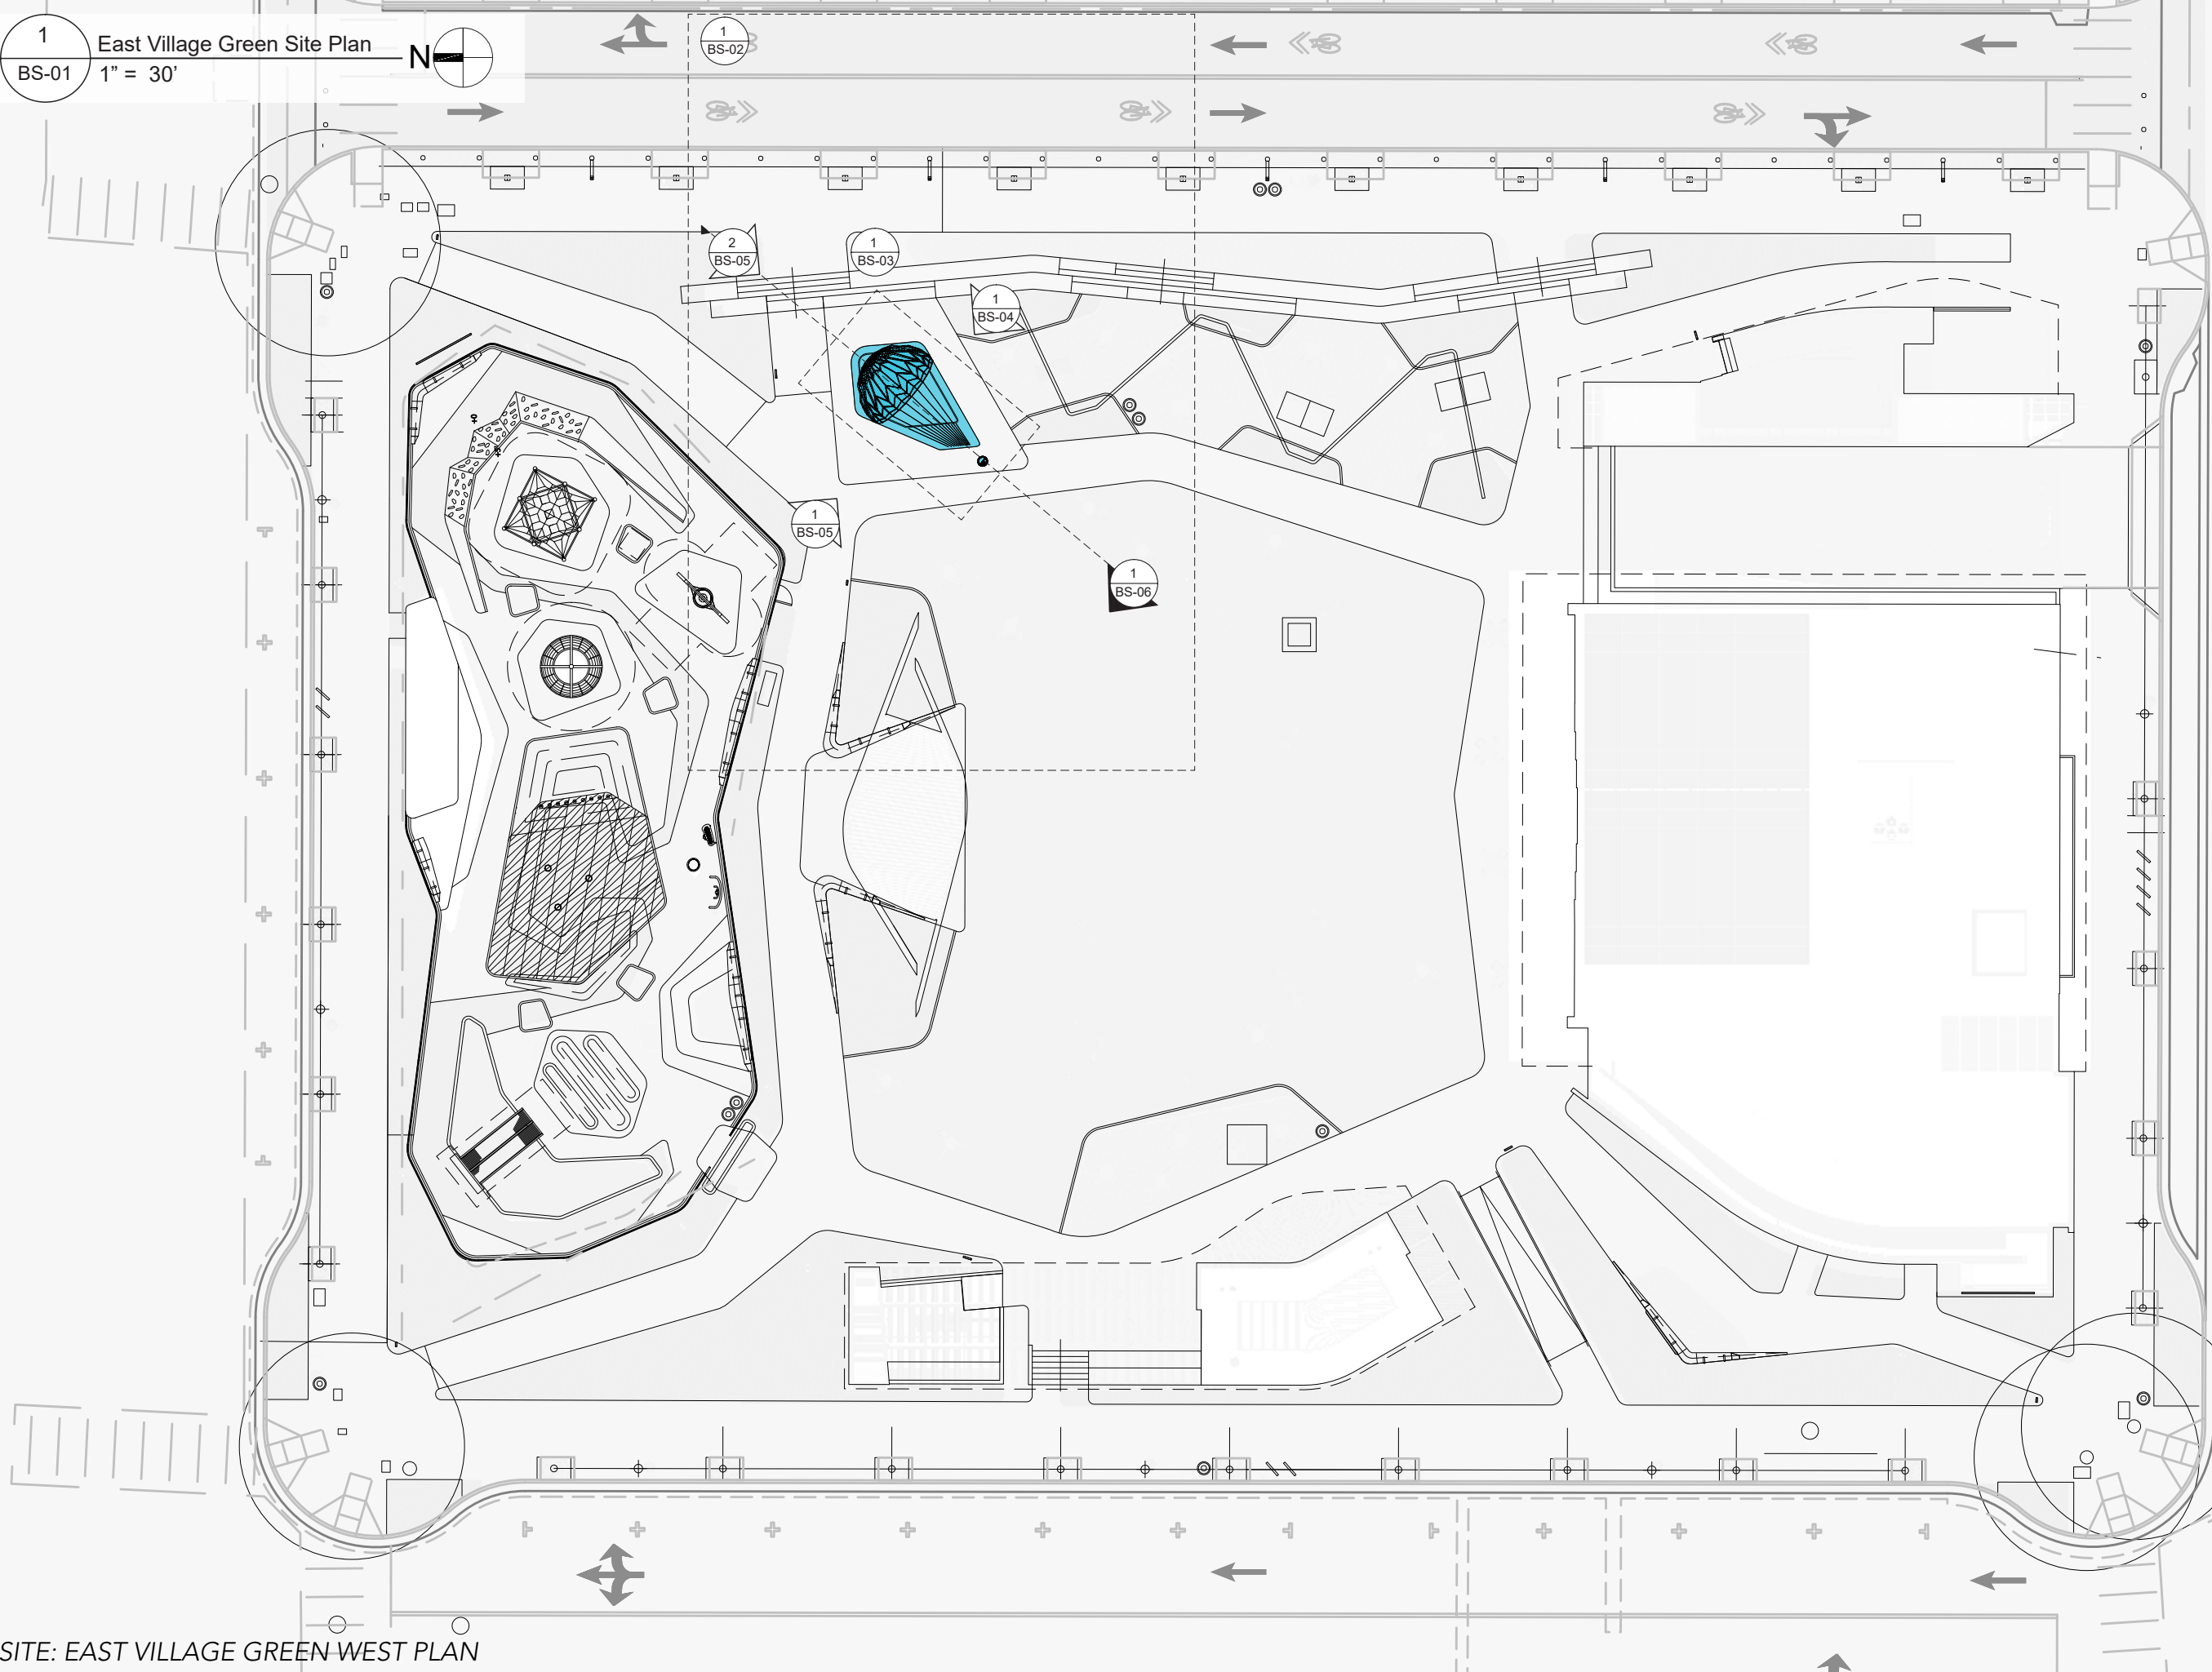 1
BS-01
East Village Green Site Plan
1” = 30’
N
1
BS-02
2
BS-05
1
BS-03
1
BS-04
1
BS-05
1
BS-06
SITE: EAST VILLAGE GREEN WEST PLAN